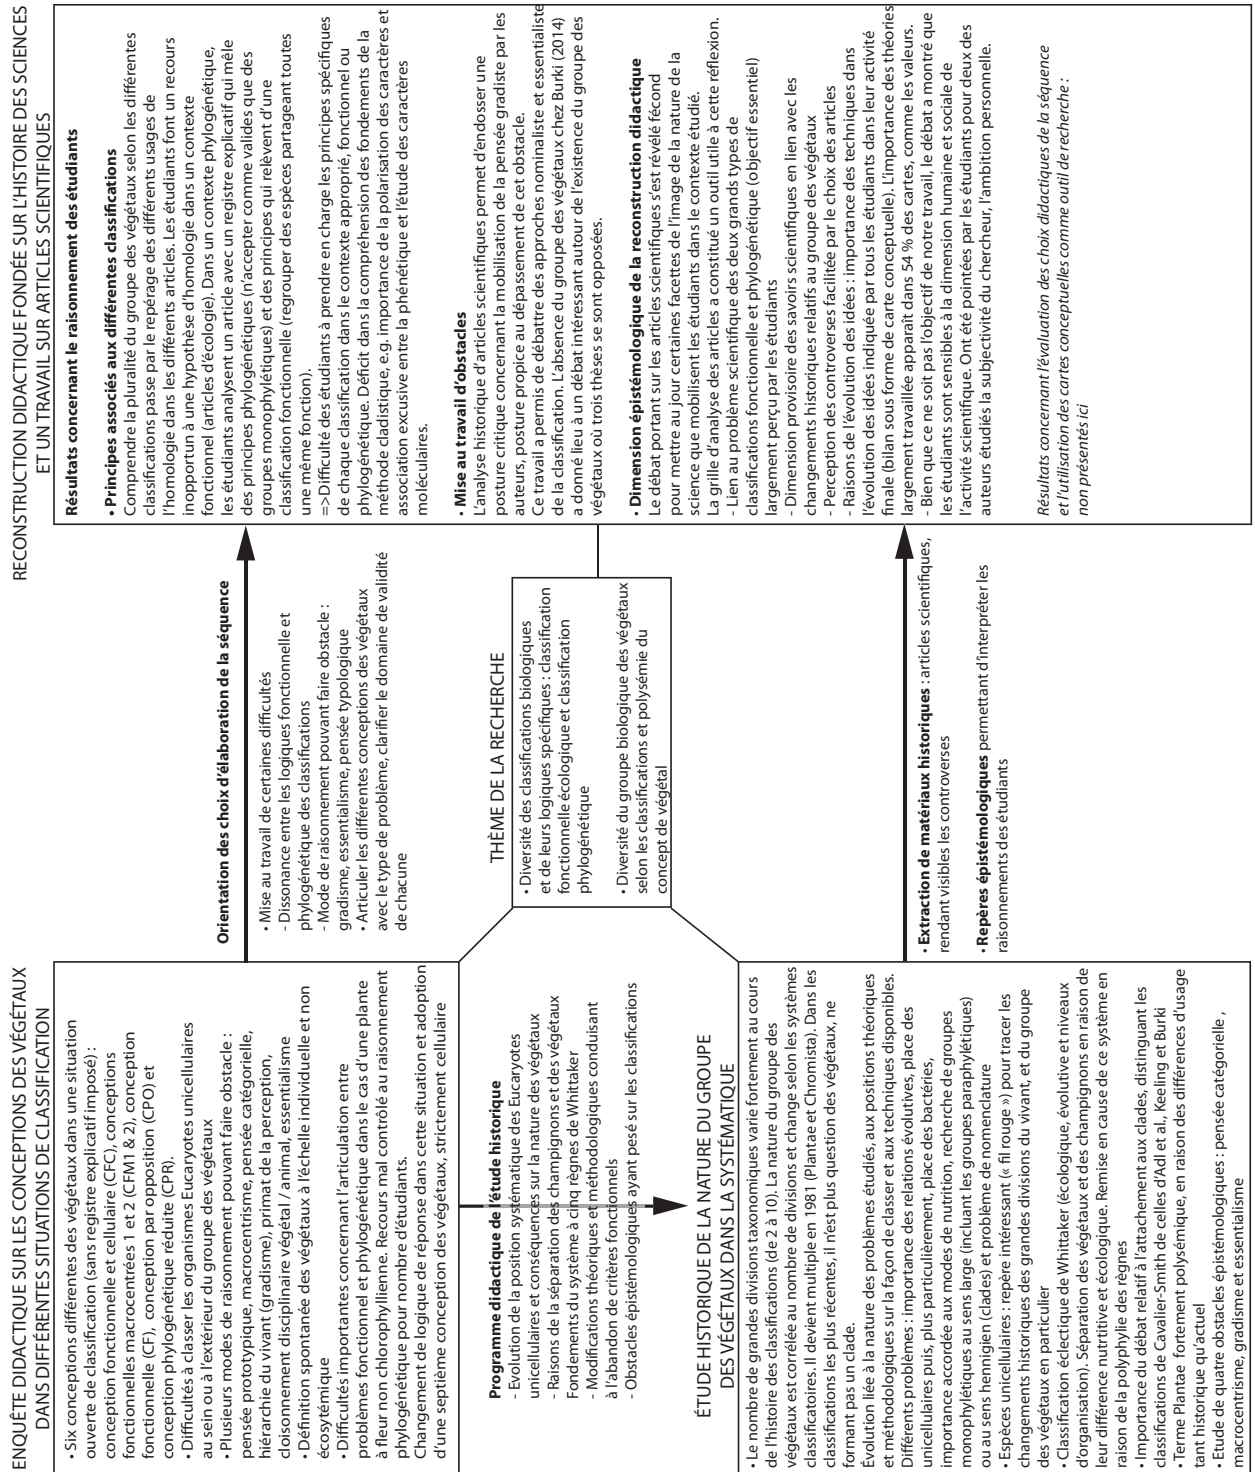 ENQUÊTE DIDACTIQUE SUR LES CONCEPTIONS DES VÉGÉTAUX
DANS DIFFÉRENTES SITUATIONS DE CLASSIFICATION
• Six conceptions différentes des végétaux dans une situation
ouverte de classification (sans registre explicatif imposé) :
conception fonctionnelle et cellulaire (CFC), conceptions
fonctionnelles macrocentrées 1 et 2 (CFM1 & 2), conception
fonctionnelle (CF), conception par opposition (CPO) et
conception phylogénétique réduite (CPR).
• Difficultés à classer des organismes Eucaryotes unicellulaires
au sein ou à l'extérieur du groupe des végétaux
• Plusieurs modes de raisonnement pouvant faire obstacle :
pensée prototypique, macrocentrisme, pensée catégorielle,
hiérarchie du vivant (gradisme), primat de la perception,
cloisonnement disciplinaire végétal / animal, essentialisme
• Définition spontanée des végétaux à l'échelle individuelle et non
écosytémique
• Difficultés importantes concernant l'articulation entre
problèmes fonctionnel et phylogénétique dans le cas d'une plante
à fleur non chlorophyllienne. Recours mal contrôlé au raisonnement
phylogénétique pour nombre d'étudiants.
Changement de logique de réponse dans cette situation et adoption
d'une septième conception des végétaux, strictement cellulaire
Programme didactique de l'étude historique
- Evolution de la position systématique des Eucaryotes
unicellulaires et conséquences sur la nature des végétaux
- Raisons de la séparation des champignons et des végétaux
Fondements du système à cinq règnes de Whittaker
- Modifications théoriques et méthodologiques conduisant
à l'abandon de critères fonctionnels
- Obstacles épistémologiques ayant pesé sur les classifications
ÉTUDE HISTORIQUE DE LA NATURE DU GROUPE
DES VÉGÉTAUX DANS LA SYSTÉMATIQUE
• Le nombre de grandes divisions taxonomiques varie fortement au cours
de l'histoire des classifications (de 2 à 10). La nature du groupe des
végétaux est corrélée au nombre de divisions et change selon les systèmes
classificatoires. Il devient multiple en 1981 (Plantae et Chromista). Dans les
classifications les plus récentes, il n'est plus question des végétaux, ne
formant pas un clade.
Évolution liée à la nature des problèmes étudiés, aux positions théoriques
et méthodologiques sur la façon de classer et aux techniques disponibles.
Différents problèmes : importance des relations évolutives, place des
unicellulaires puis, plus particulièrement, place des bactéries,
importance accordée aux modes de nutrition, recherche de groupes
monophylétiques au sens large (incluant les groupes paraphylétiques)
ou au sens hennigien (clades) et problème de nomenclature
• Espèces unicellulaires : repère intéressant (« fil rouge ») pour tracer les
changements historiques des grandes divisions du vivant, et du groupe
des végétaux en particulier
• Classification éclectique de Whittaker (écologique, évolutive et niveaux
d'organisation). Séparation des végétaux et des champignons en raison de
leur différence nutritive et écologique. Remise en cause de ce système en
raison de la polyphylie des règnes
• Importance du débat relatif à l'attachement aux clades, distinguant les
classifications de Cavalier-Smith de celles d'Adl et al., Keeling et Burki
• Terme Plantae fortement polysémique, en raison des différences d'usage
tant historique qu'actuel
• Etude de quatre obstacles épistémologiques : pensée catégorielle ,
macrocentrisme, gradisme et essentialisme
Orientation des choix d'élaboration de la séquence
• Mise au travail de certaines difficultés
- Dissonance entre les logiques fonctionnelle et
phylogénétique des classifications
- Mode de raisonnement pouvant faire obstacle :
gradisme, essentialisme, pensée typologique
• Articuler les différentes conceptions des végétaux
avec le type de problème, clarifier le domaine de validité
de chacune
THÈME DE LA RECHERCHE
• Diversité des classifications biologiques
et de leurs logiques spécifiques : classification
fonctionnelle écologique et classification
phylogénétique
• Diversité du groupe biologique des végétaux
selon les classifications et polysémie du
concept de végétal
• Extraction de matériaux historiques : articles scientifiques,
rendant visibles les controverses
• Repères épistémologiques permettant d'interpréter les
raisonnements des étudiants
RECONSTRUCTION DIDACTIQUE FONDÉE SUR L'HISTOIRE DES SCIENCES
ET UN TRAVAIL SUR ARTICLES SCIENTIFIQUES
Résultats concernant le raisonnement des étudiants
• Principes associés aux différentes classifications
Comprendre la pluralité du groupe des végétaux selon les différentes
classifications passe par le repérage des différents usages de
l'homologie dans les différents articles. Les étudiants font un recours
inopportun à une hypothèse d'homologie dans un contexte
fonctionnel (articles d'écologie). Dans un contexte phylogénétique,
les étudiants analysent un article avec un registre explicatif qui mêle
des principes phylogénétiques (n'accepter comme valides que des
groupes monophylétiques) et des principes qui relèvent d'une
classification fonctionnelle (regrouper des espèces partageant toutes
une même fonction).
=>Difficulté des étudiants à prendre en charge les principes spécifiques
de chaque classification dans le contexte approprié, fonctionnel ou
phylogénétique. Déficit dans la compréhension des fondements de la
méthode cladistique, e.g. importance de la polarisation des caractères et
association excusive entre la phénétique et l'étude des caractères
moléculaires.
• Mise au travail d'obstacles
L'analyse historique d'articles scientifiques permet d'endosser une
posture critique concernant la mobilisation de la pensée gradiste par les
auteurs, posture propice au dépassement de cet obstacle.
Ce travail a permis de débattre des approches nominaliste et essentialiste
de la classification. L'absence du groupe des végétaux chez Burki (2014)
a donné lieu à un débat intéressant autour de l'existence du groupe des
végétaux où trois thèses se sont opposées.
• Dimension épistémologique de la reconstruction didactique
Le débat portant sur les articles scientifiques s'est révélé fécond
pour mettre au jour certaines facettes de l'image de la nature de la
science que mobilisent les étudiants dans le contexte étudié.
La grille d'analyse des articles a constitué un outil utile à cette réflexion.
- Lien au problème scientifique des deux grands types de
classifications fonctionnelle et phylogénétique (objectif essentiel)
largement perçu par les étudiants
- Dimension provisoire des savoirs scientifiques en lien avec les
changements historiques relatifs au groupe des végétaux
- Perception des controverses facilitée par le choix des articles
- Raisons de l'évolution des idées : importance des techniques dans
l'évolution des idées indiquée par tous les étudiants dans leur activité
finale (bilan sous forme de carte conceptuelle). L'importance des théories
largement travaillée apparaît dans 54 % des cartes, comme les valeurs.
- Bien que ce ne soit pas l'objectif de notre travail, le débat a montré que
les étudiants sont sensibles à la dimension humaine et sociale de
l'activité scientifique. Ont été pointées par les étudiants pour deux des
auteurs étudiés la subjectivité du chercheur, l'ambition personnelle.
Résultats concernant l'évaluation des choix didactiques de la séquence
et l'utilisation des cartes conceptuelles comme outil de recherche :
non présentés ici